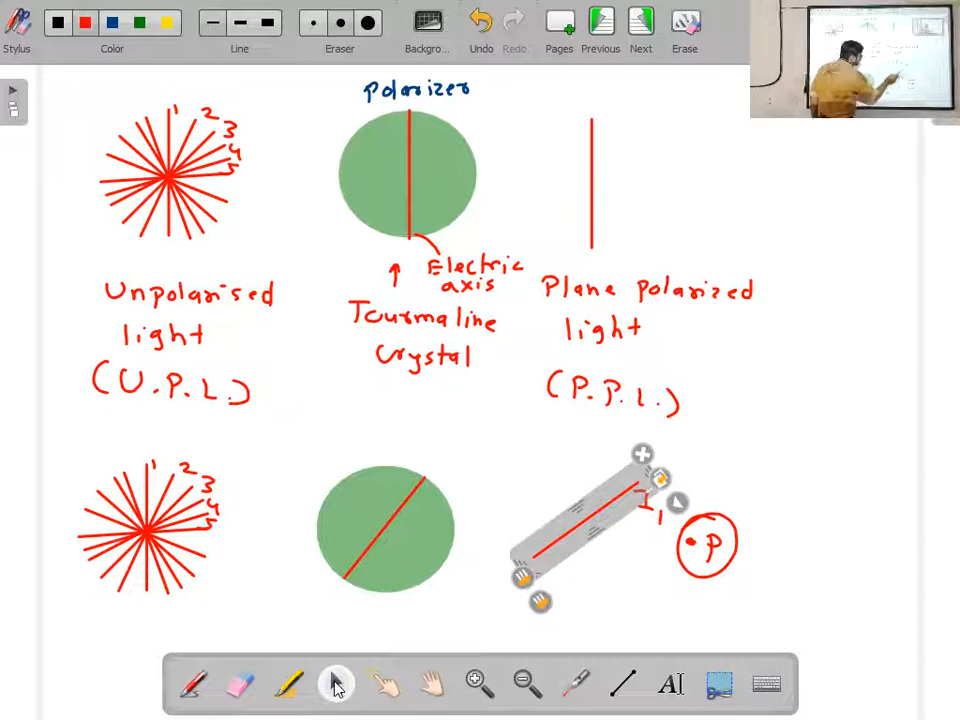 Stylus
Color
Line
Eraser
Backgro...
Undo
Redo
Pages
Previous
Next
Erase
Polarizer
1
2
3
4
5
Electric
axis
Unpolarised
light
(U.P.L.)
Tourmaline
crystal
Plane polarized
light
(P.P.L.)
1
2
3
4
5
I1
P
A